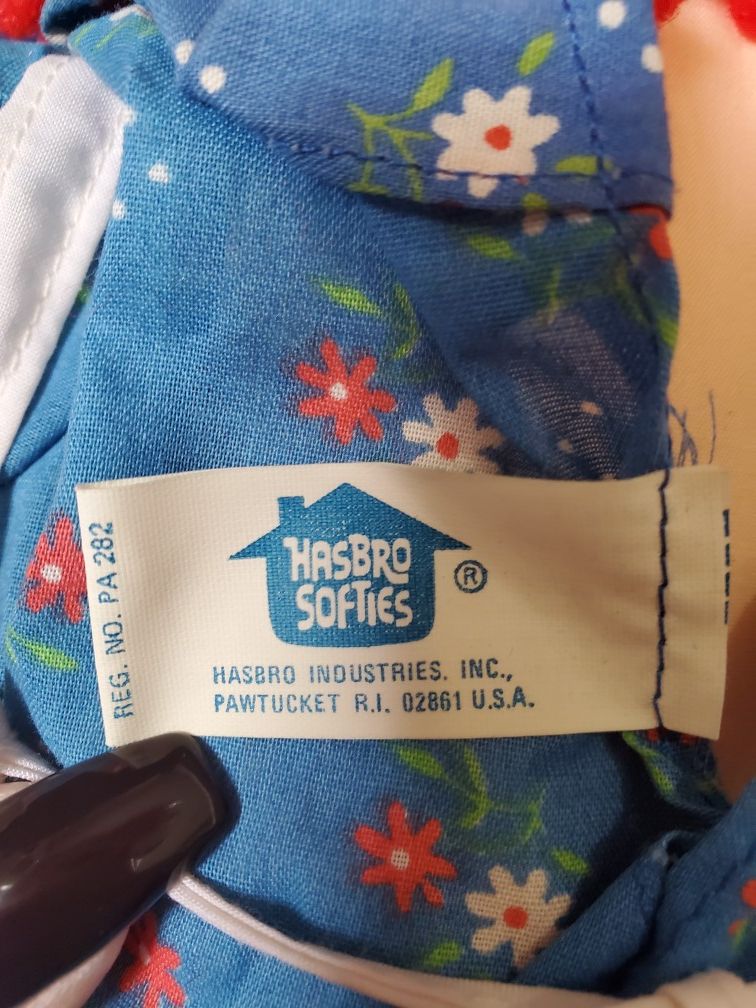 HASBRO
SOFTIES
®
HASBRO INDUSTRIES. INC.,
PAWTUCKET R.I. 02861 U.S.A.
REG. NO. PA 282